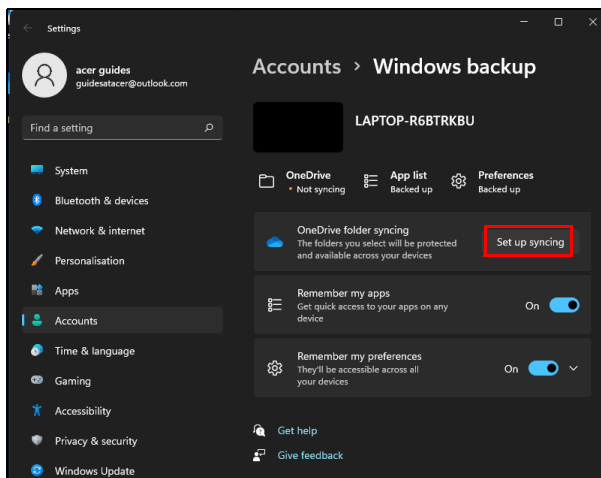 Settings
acer guides
guidesatacer@outlook.com
Find a setting
System
Bluetooth & devices
Network & internet
Personalisation
Apps
Accounts
Time & language
Gaming
Accessibility
Privacy & security
Windows Update
Accounts > Windows backup
LAPTOP-R6BTRKBU
OneDrive
Not syncing
App list
Backed up
Preferences
Backed up
OneDrive folder syncing
The folders you select will be protected
and available across your devices
Set up syncing
Remember my apps
Get quick access to your apps on any
device
On
Remember my preferences
They'll be accessible across all
your devices
On
Get help
Give feedback